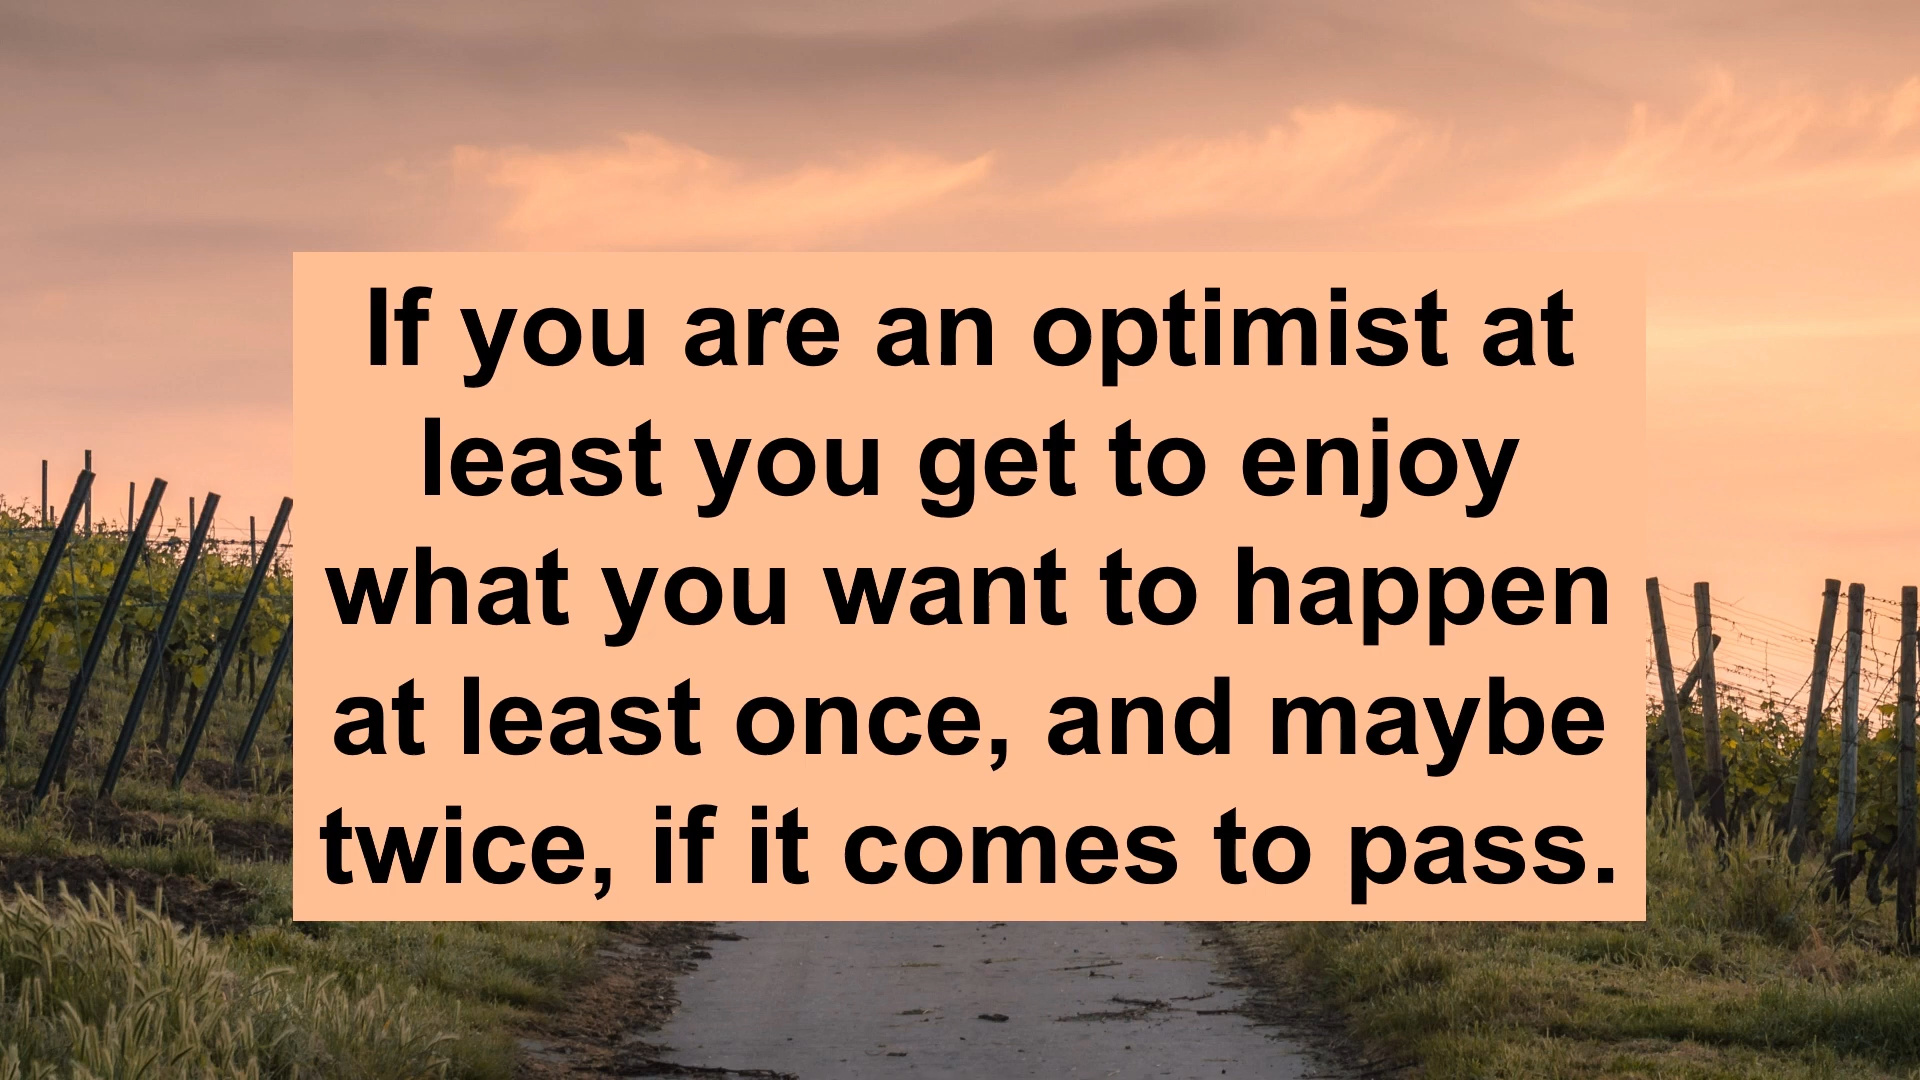 If you are an optimist at
least you get to enjoy
what you want to happen
at least once, and maybe
twice, if it comes to pass.